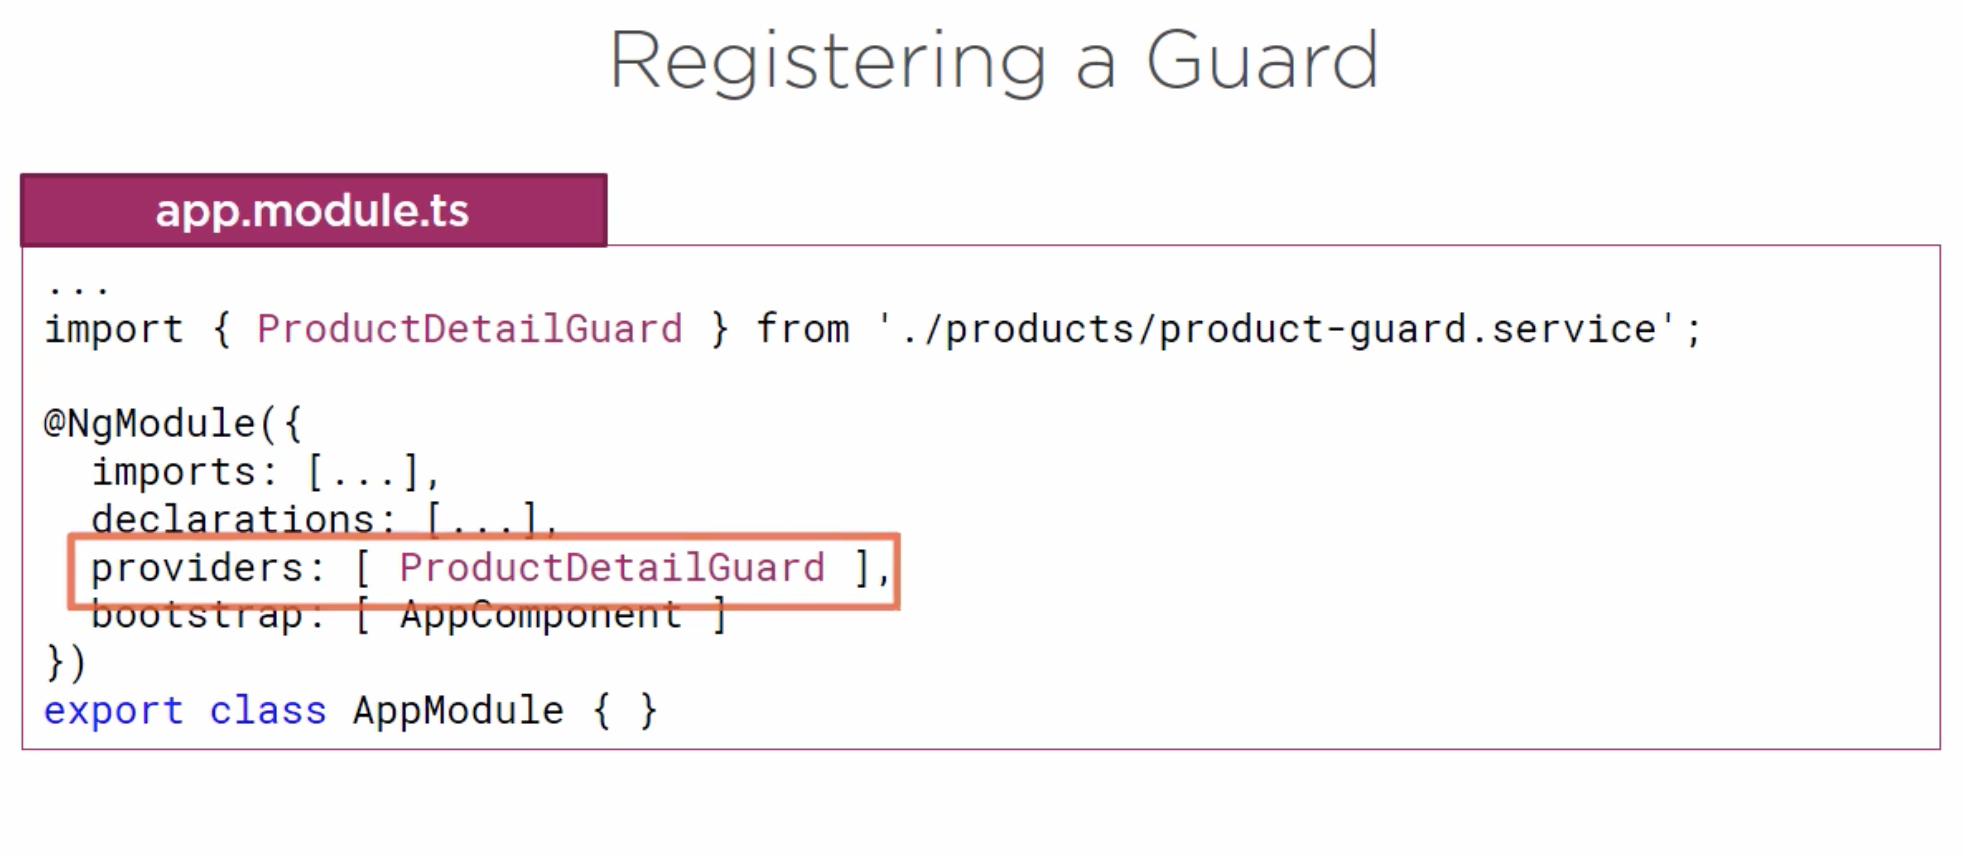 Registering a Guard
app.module.ts
...
import { ProductDetailGuard } from './products/product-guard.service';
@NgModule({
  imports: [...],
  declarations: [...],
  providers: [ ProductDetailGuard ],
  bootstrap: [ AppComponent ]
})
export class AppModule { }